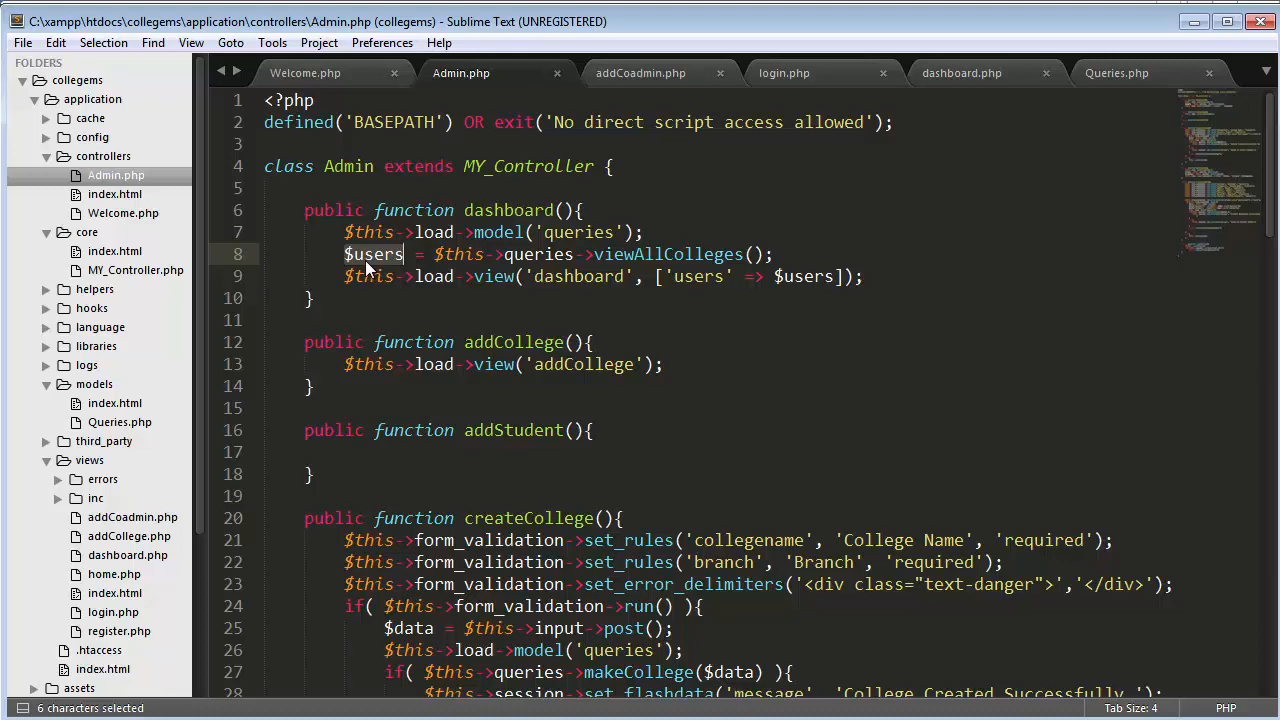 C:\xampp\htdocs\collegems\application\controllers\Admin.php (collegems) - Sublime Text (UNREGISTERED)
File Edit Selection Find View Goto Tools Project Preferences Help
FOLDERS
collegems
application
cache
config
controllers
Admin.php
index.html
Welcome.php
core
index.html
MY_Controller.php
helpers
hooks
language
libraries
logs
models
index.html
Queries.php
third_party
views
errors
inc
addCoadmin.php
addCollege.php
dashboard.php
home.php
index.html
login.php
register.php
.htaccess
index.html
assets
Welcome.php Admin.php addCoadmin.php login.php dashboard.php Queries.php
1 <?php
2 defined('BASEPATH') OR exit('No direct script access allowed');
3
4 class Admin extends MY_Controller {
5
6 public function dashboard(){
7 $this->load->model('queries');
8 $users = $this->queries->viewAllColleges();
9 $this->load->view('dashboard', ['users' => $users]);
10 }
11
12 public function addCollege(){
13 $this->load->view('addCollege');
14 }
15
16 public function addStudent(){
17
18 }
19
20 public function createCollege(){
21 $this->form_validation->set_rules('collegename', 'College Name', 'required');
22 $this->form_validation->set_rules('branch', 'Branch', 'required');
23 $this->form_validation->set_error_delimiters('<div class="text-danger">','</div>');
24 if( $this->form_validation->run() ){
25 $data = $this->input->post();
26 $this->load->model('queries');
27 if( $this->queries->makeCollege($data) ){
28 $this->session->set_flashdata('message', 'College Created Successfully.');
6 characters selected Tab Size: 4 PHP